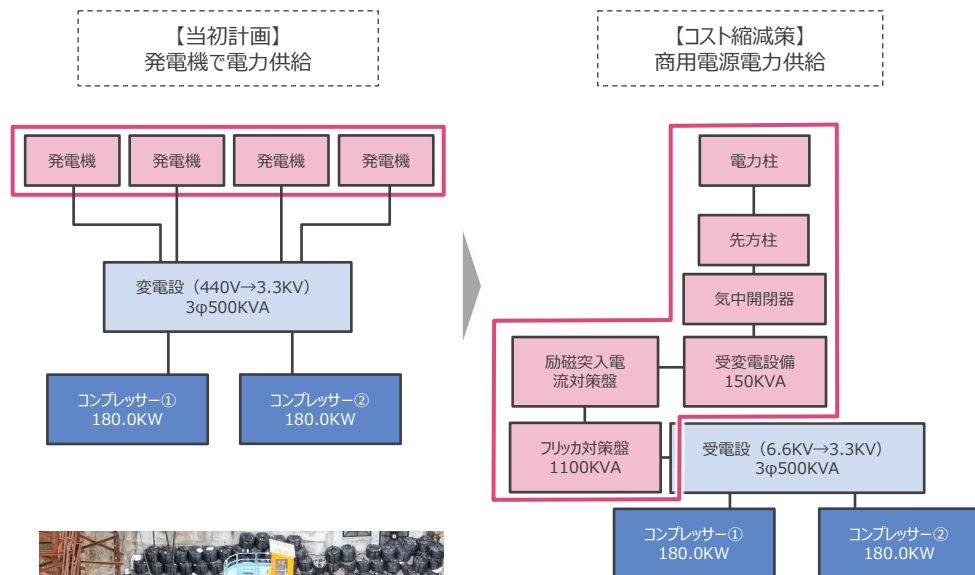 【当初計画】
発電機で電力供給
【コスト縮減策】
商用電源電力供給
発電機
発電機
発電機
発電機
変電設（440V→3.3KV）
3φ500KVA
コンプレッサー①
180.0KW
コンプレッサー②
180.0KW
電力柱
先方柱
気中開閉器
励磁突入電
流対策盤
受変電設備
150KVA
フリッカ対策盤
1100KVA
受電設（6.6KV→3.3KV）
3φ500KVA
コンプレッサー①
180.0KW
コンプレッサー②
180.0KW